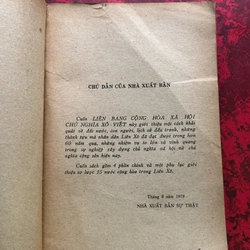 CHỦ DẪN CỦA NHÀ XUẤT BẢN
Cuốn LIÊN BANG CỘNG HÒA XÃ HỘI
CHỦ NGHĨA XÔ-VIẾT này giới thiệu một cách khái
quát về đất nước, con người, lịch sử đấu tranh, những
thành tựu mà nhân dân Liên Xô đã đạt được trong hơn
60 năm qua, những nhiệm vụ to lớn và vinh quang
trong sự nghiệp xây dựng chủ nghĩa xã hội và chủ
nghĩa cộng sản hiện nay.
Cuốn sách gồm 4 phần chính và một phụ lục giới
thiệu sơ lược 15 nước cộng hòa trong Liên Xô.
Tháng 6 năm 1978
NHÀ XUẤT BẢN SỰ THẬT